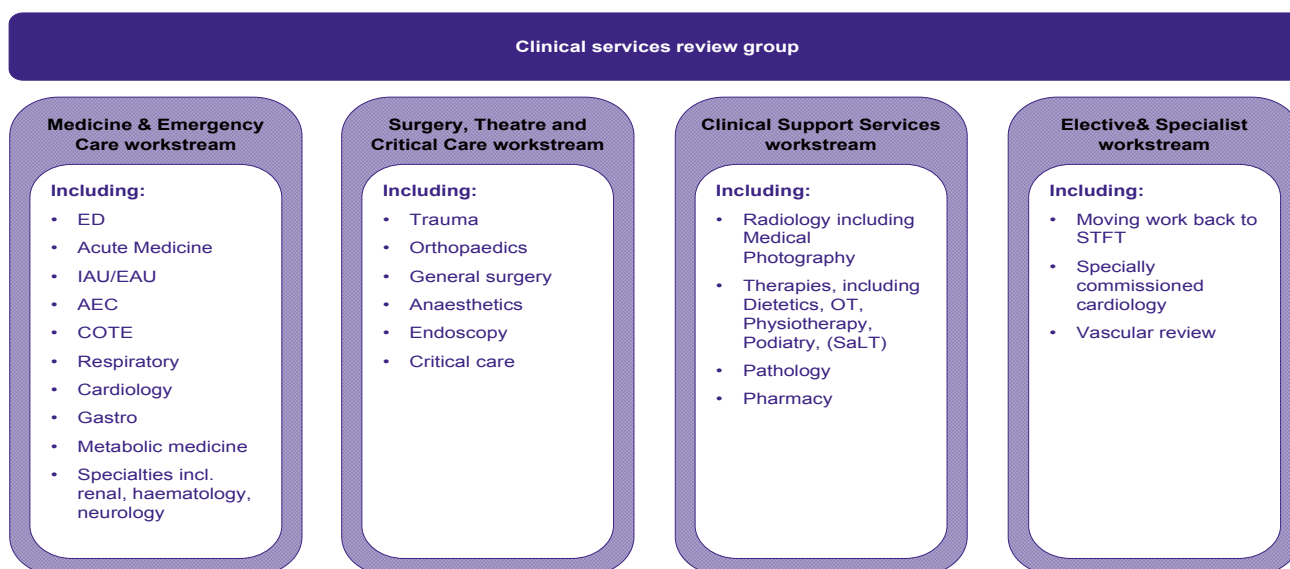 Clinical services review group
Medicine & Emergency
Care workstream
Including:
• ED
• Acute Medicine
• IAU/EAU
• AEC
• COTE
• Respiratory
• Cardiology
• Gastro
• Metabolic medicine
• Specialties incl.
renal, haematology,
neurology
Surgery, Theatre and
Critical Care workstream
Including:
• Trauma
• Orthopaedics
• General surgery
• Anaesthetics
• Endoscopy
• Critical care
Clinical Support Services
workstream
Including:
• Radiology including
Medical
Photography
• Therapies, including
Dietetics, OT,
Physiotherapy,
Podiatry, (SaLT)
• Pathology
• Pharmacy
Elective& Specialist
workstream
Including:
• Moving work back to
STFT
• Specially
commissioned
cardiology
• Vascular review